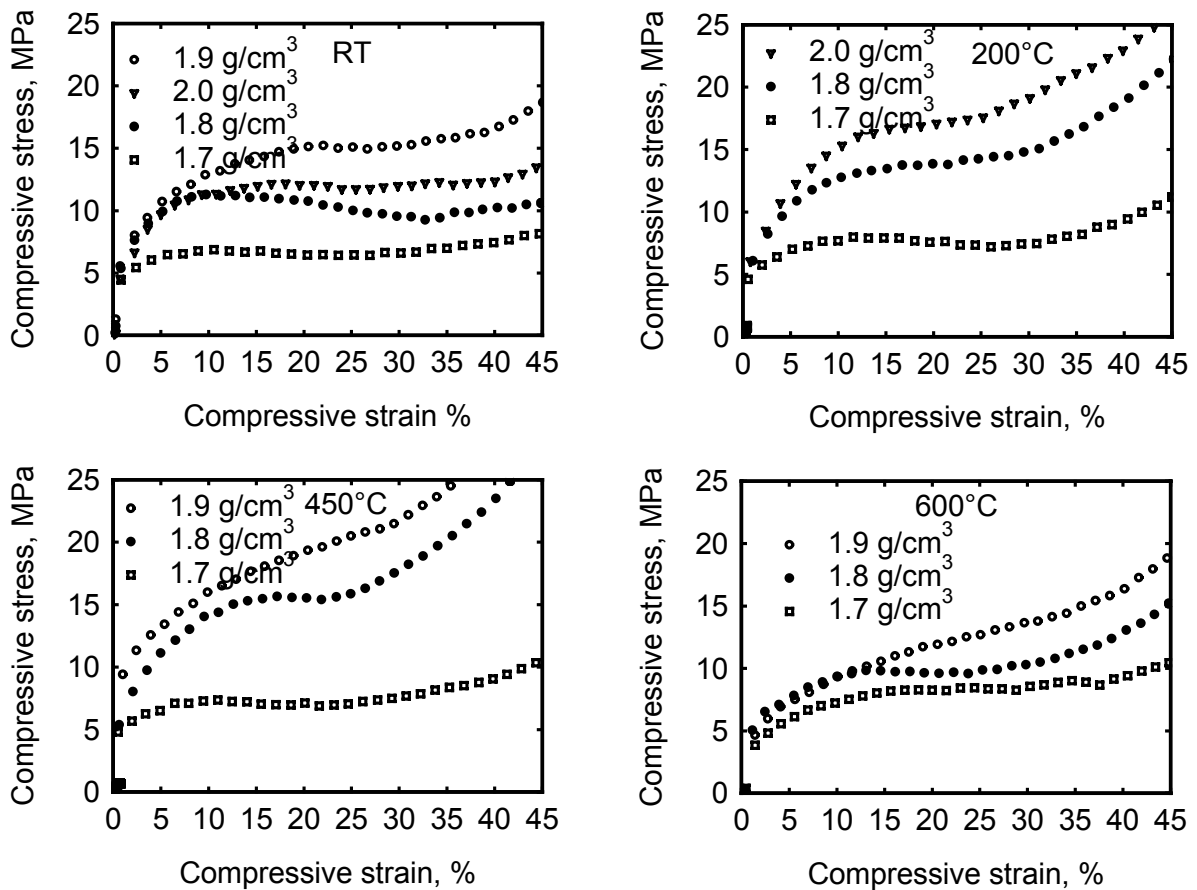 Compressive stress, MPa
25
20
15
10
5
0
1.9 g/cm³
2.0 g/cm³
1.8 g/cm³
1.7 g/cm³
RT
0 5 10 15 20 25 30 35 40 45
Compressive strain %
Compressive stress, MPa
25
20
15
10
5
0
2.0 g/cm³
1.8 g/cm³
1.7 g/cm³
200°C
0 5 10 15 20 25 30 35 40 45
Compressive strain, %
Compressive stress, MPa
25
20
15
10
5
0
1.9 g/cm³
1.8 g/cm³
1.7 g/cm³
450°C
0 5 10 15 20 25 30 35 40 45
Compressive strain, %
Compressive stress, MPa
25
20
15
10
5
0
600°C
1.9 g/cm³
1.8 g/cm³
1.7 g/cm³
0 5 10 15 20 25 30 35 40 45
Compressive strain, %